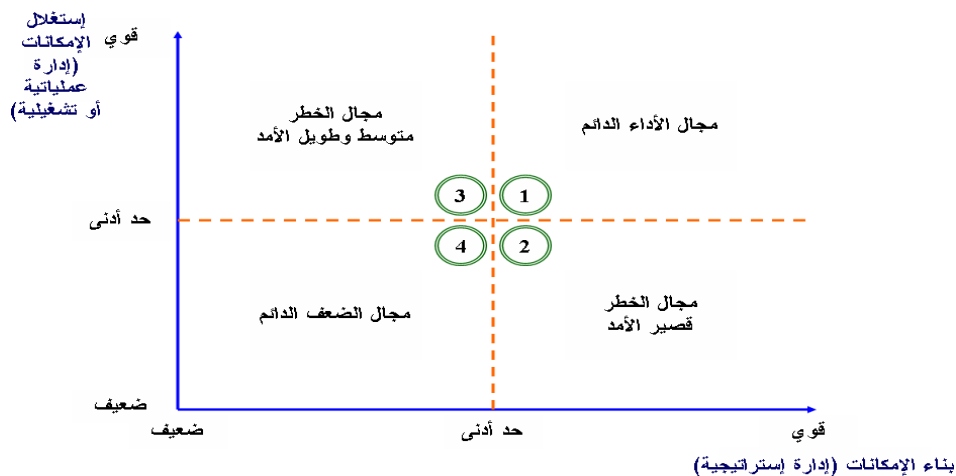 إستغلال
الإمكانات
(إدارة
عملياتية
أو تشغيلية)
قوي
مجال الخطر
متوسط وطويل الأمد
مجال الأداء الدائم
3
1
حد أدنى
4
2
مجال الضعف الدائم
مجال الخطر
قصير الأمد
ضعيف
ضعيف
حد أدنى
قوي
بناء الإمكانات (إدارة إستراتيجية)